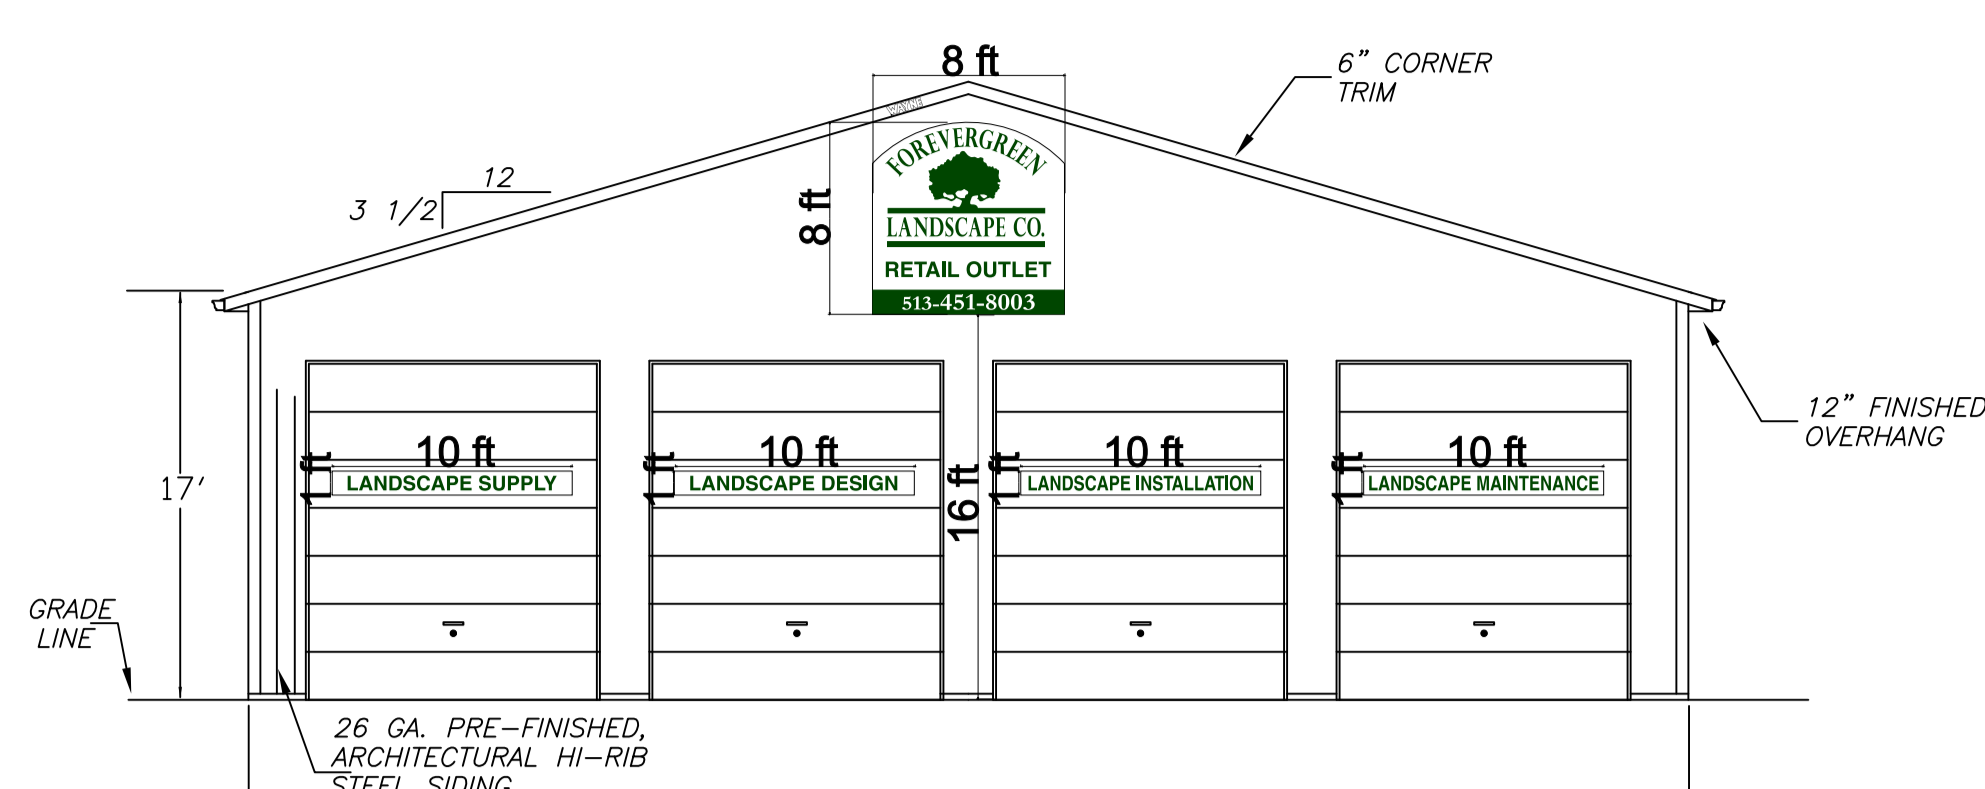 8 ft
6” CORNER
TRIM
WAYNE
FOREVERGREEN
12
3 1/2
8 ft
LANDSCAPE CO.
RETAIL OUTLET
513-451-8003
17'
12” FINISHED
OVERHANG
1 ft
10 ft
LANDSCAPE SUPPLY
1 ft
10 ft
LANDSCAPE DESIGN
16 ft
1 ft
10 ft
LANDSCAPE INSTALLATION
1 ft
10 ft
LANDSCAPE MAINTENANCE
GRADE
LINE
26 GA. PRE–FINISHED,
ARCHITECTURAL HI–RIB
STEEL SIDING